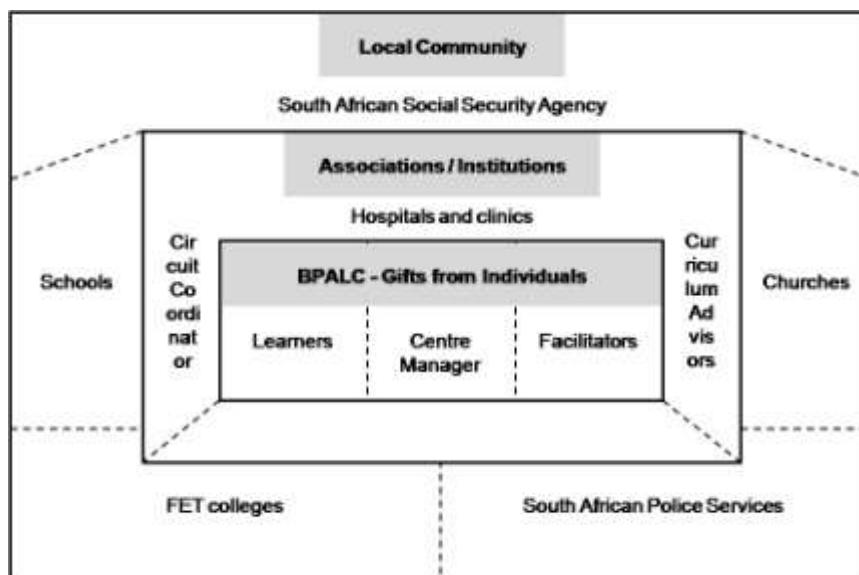 Local Community
South African Social Security Agency
Associations / Institutions
Hospitals and clinics
Cir
cuit
Co
ordi
nat
or
Cur
ricu
lum
Ad
vis
ors
BPALC - Gifts from Individuals
Schools
Churches
Learners
Centre
Manager
Facilitators
FET colleges
South African Police Services